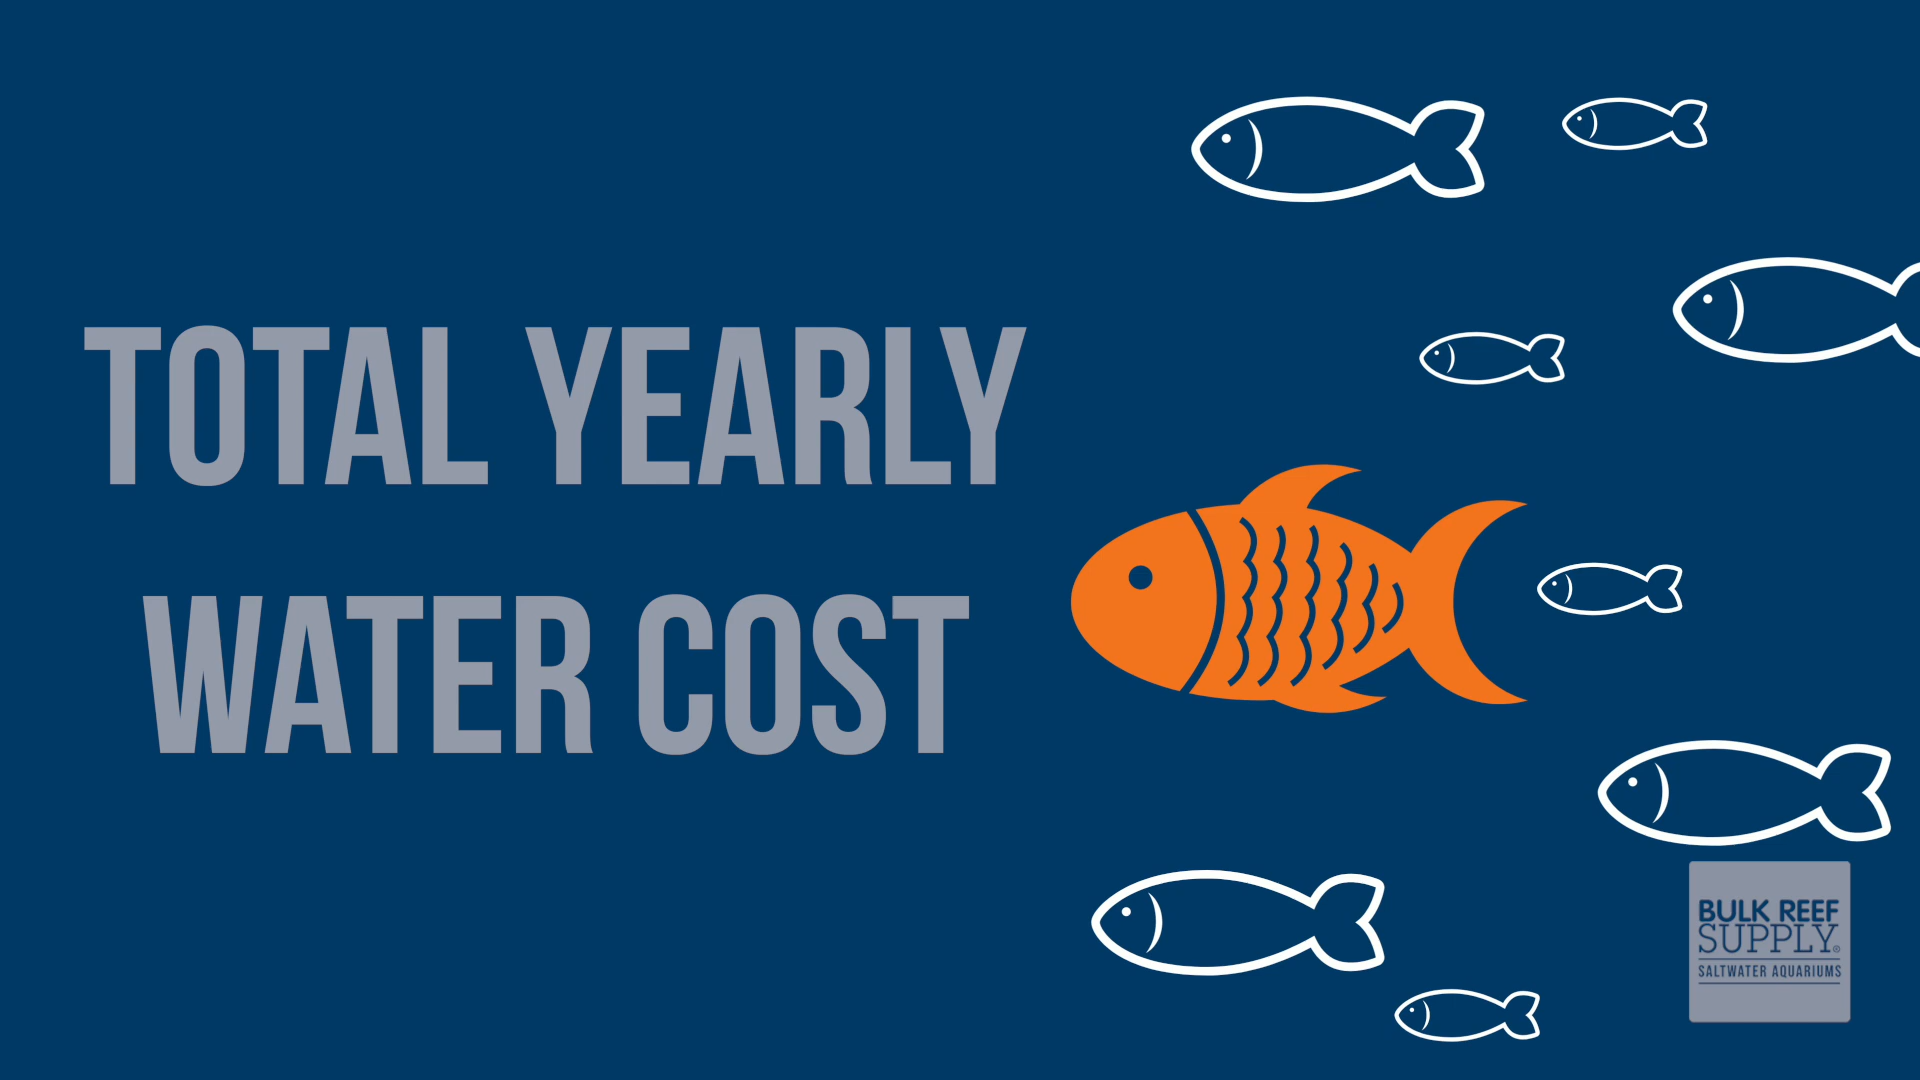 TOTAL YEARLY
WATER COST
BULK REEF
SUPPLY®
SALTWATER AQUARIUMS